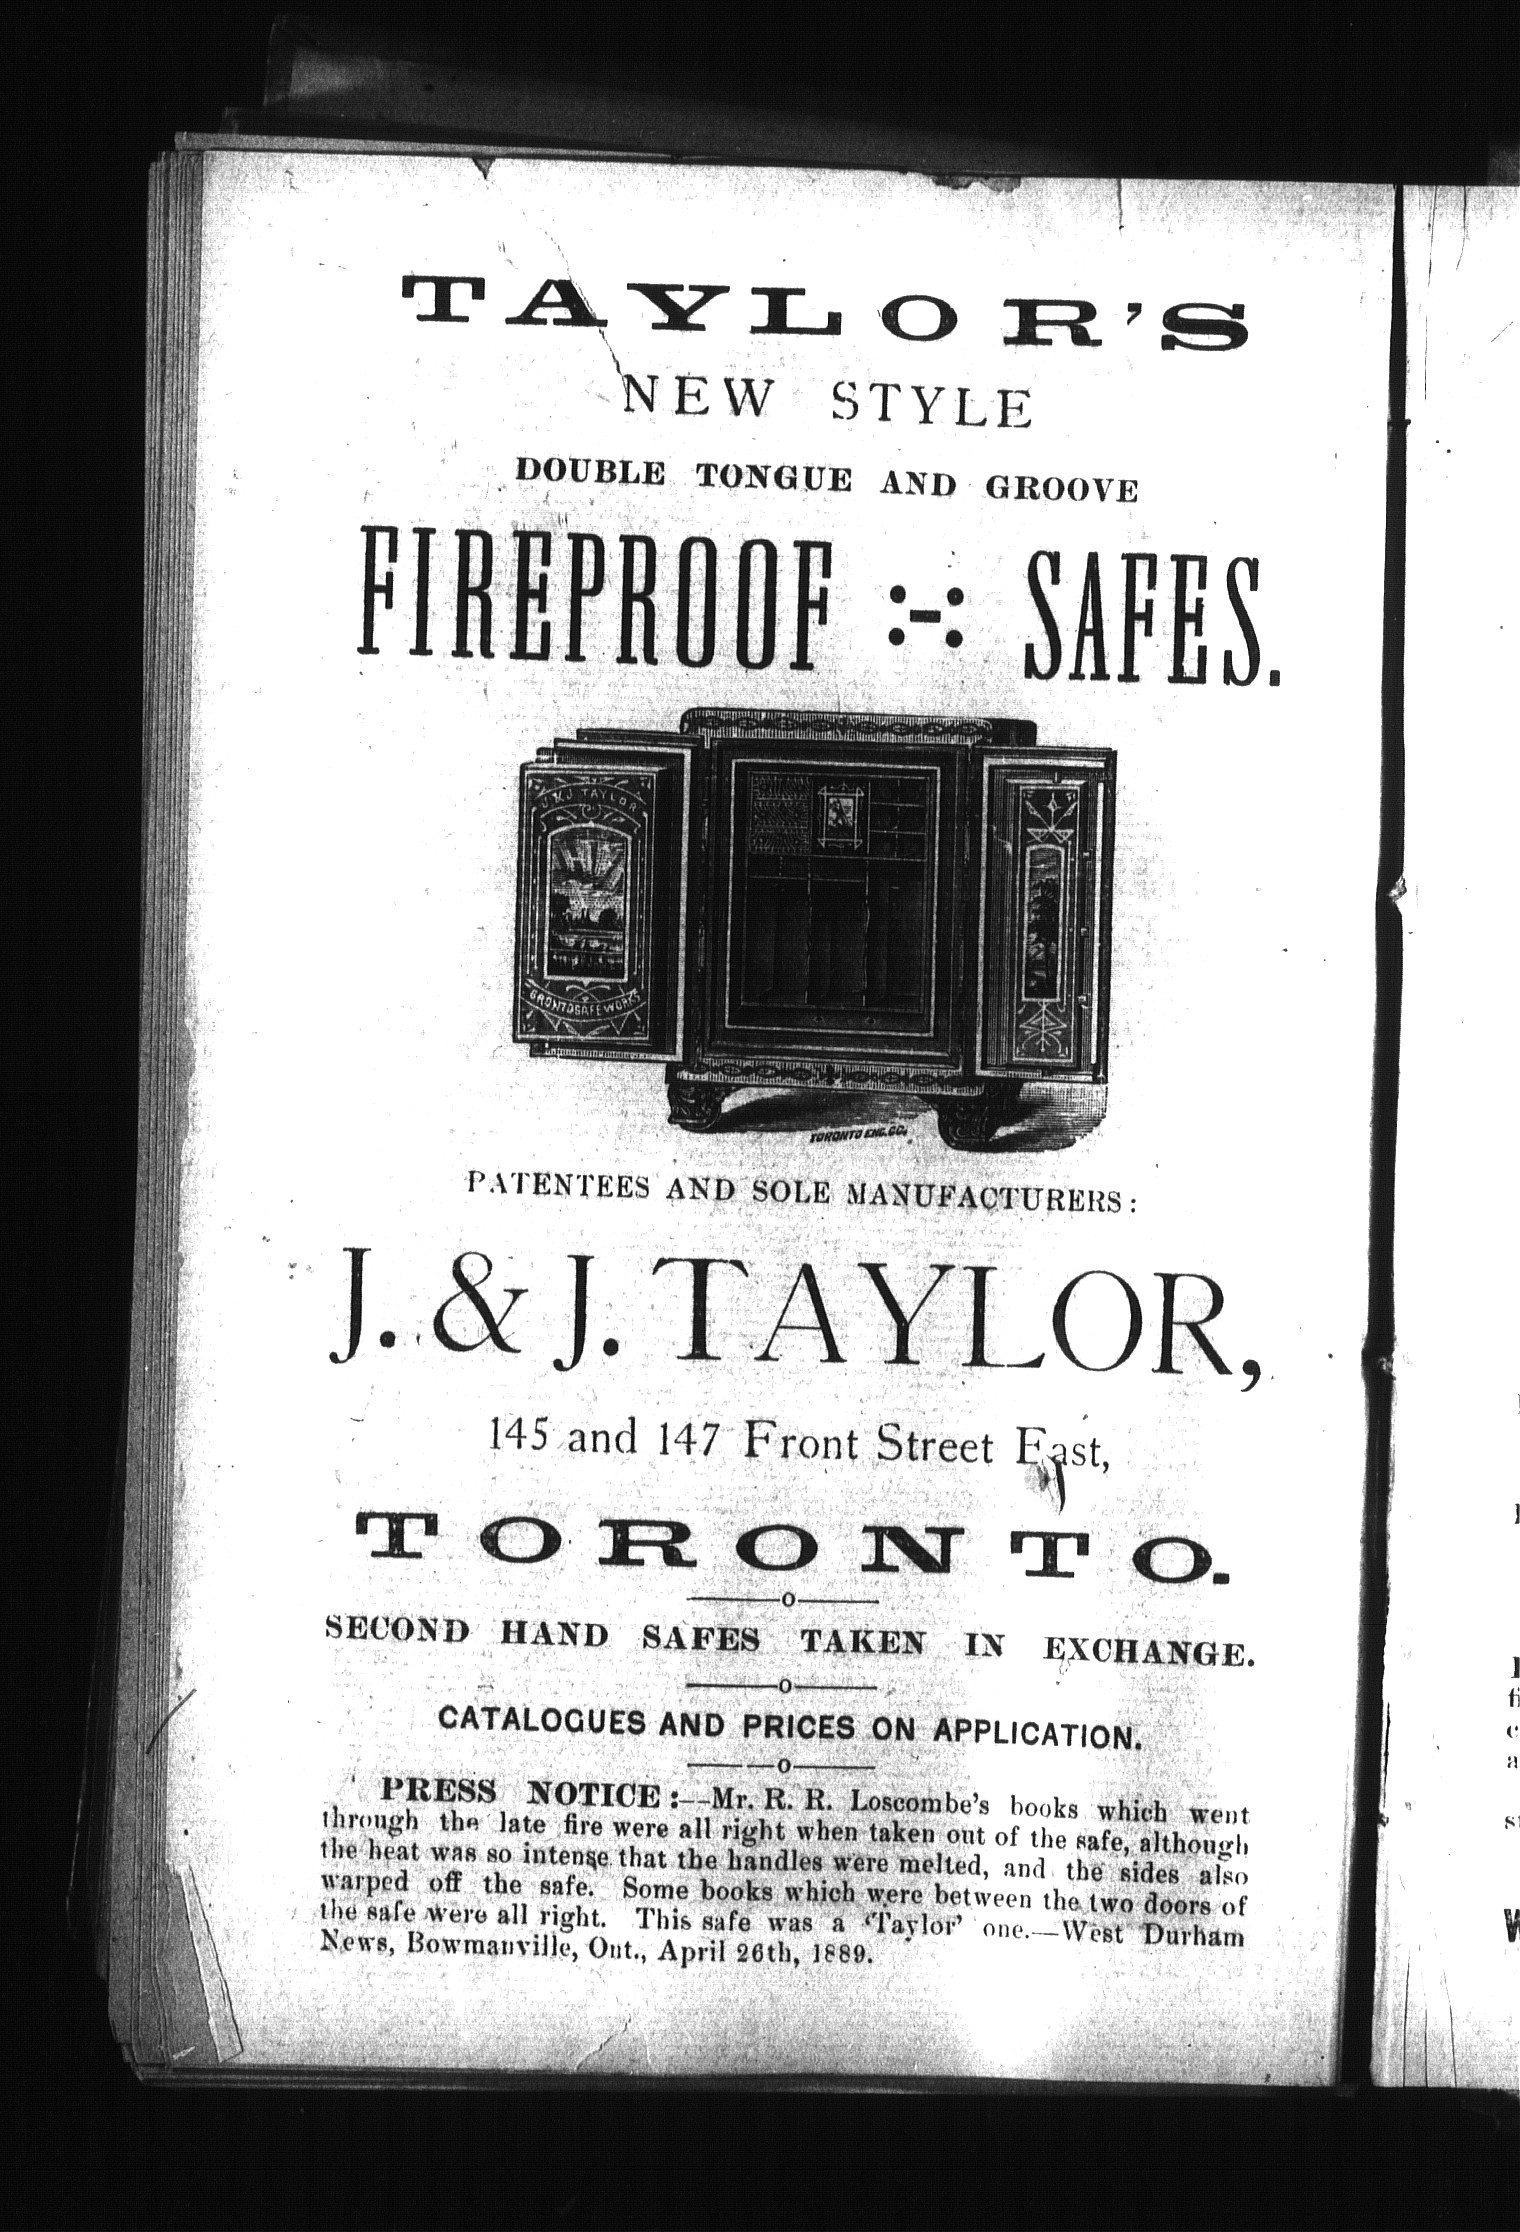 TAYLOR'S
NEW STYLE
DOUBLE TONGUE AND GROOVE
FIREPROOF :-: SAFES.
J & J TAYLOR
TORONTO SAFE WORKS
TORONTO ENG. CO.
PATENTEES AND SOLE MANUFACTURERS:
J. & J. TAYLOR,
145 and 147 Front Street East,
TORONTO.
——o——
SECOND HAND SAFES TAKEN IN EXCHANGE.
——o——
CATALOGUES AND PRICES ON APPLICATION.
——o——
PRESS NOTICE:—Mr. R. R. Loscombe's books which went
through the late fire were all right when taken out of the safe, although
the heat was so intense that the handles were melted, and the sides also
warped off the safe. Some books which were between the two doors of
the safe were all right. This safe was a 'Taylor' one.—West Durham
News, Bowmanville, Ont., April 26th, 1889.